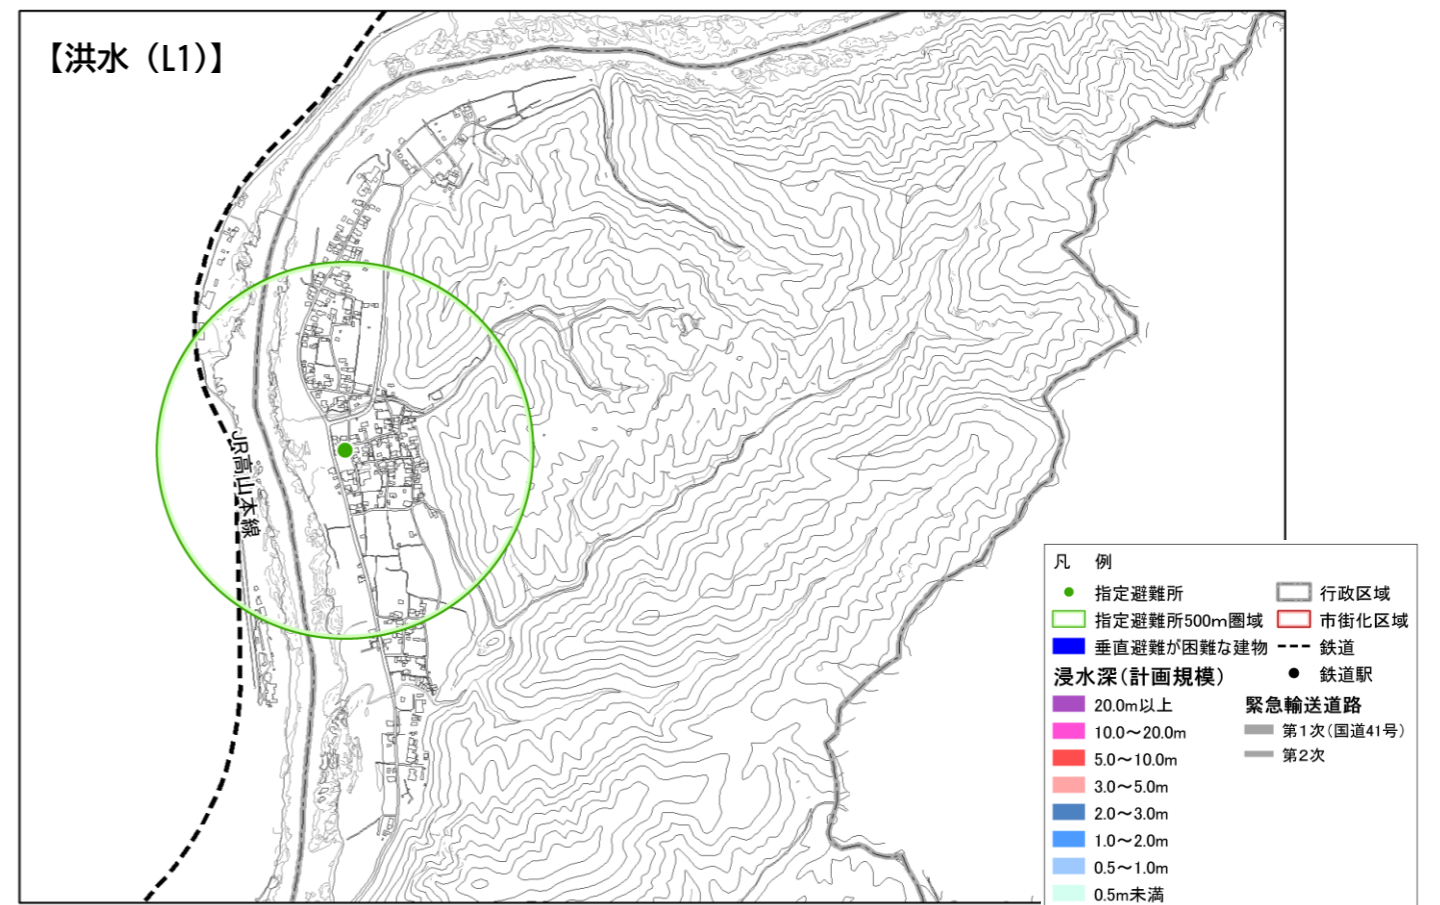 【洪水（L1）】
JR高山本線
凡 例
指定避難所
指定避難所500m圏域
垂直避難が困難な建物
浸水深（計画規模）
20.0m以上
10.0～20.0m
5.0～10.0m
3.0～5.0m
2.0～3.0m
1.0～2.0m
0.5～1.0m
0.5m未満
行政区域
市街化区域
鉄道
鉄道駅
緊急輸送道路
第１次（国道41号）
第２次